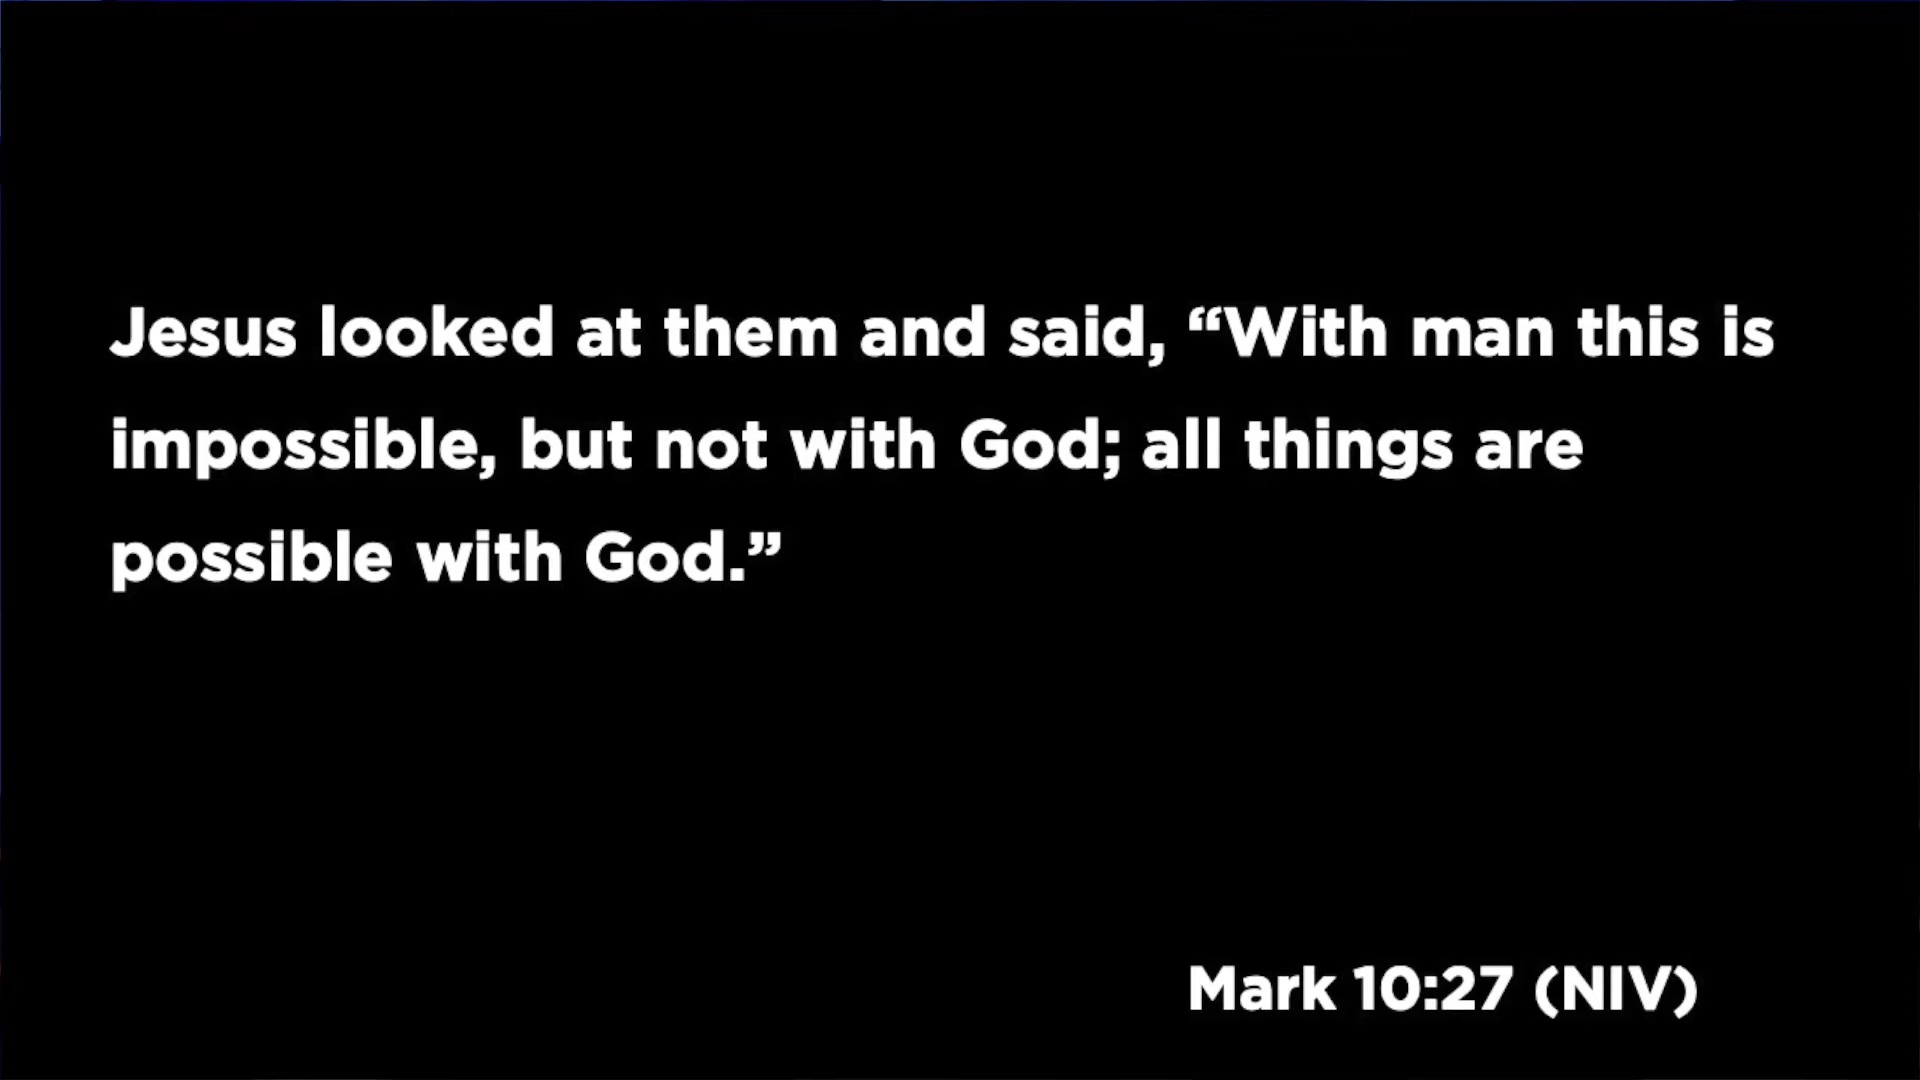 Jesus looked at them and said, “With man this is
impossible, but not with God; all things are
possible with God.”
Mark 10:27 (NIV)